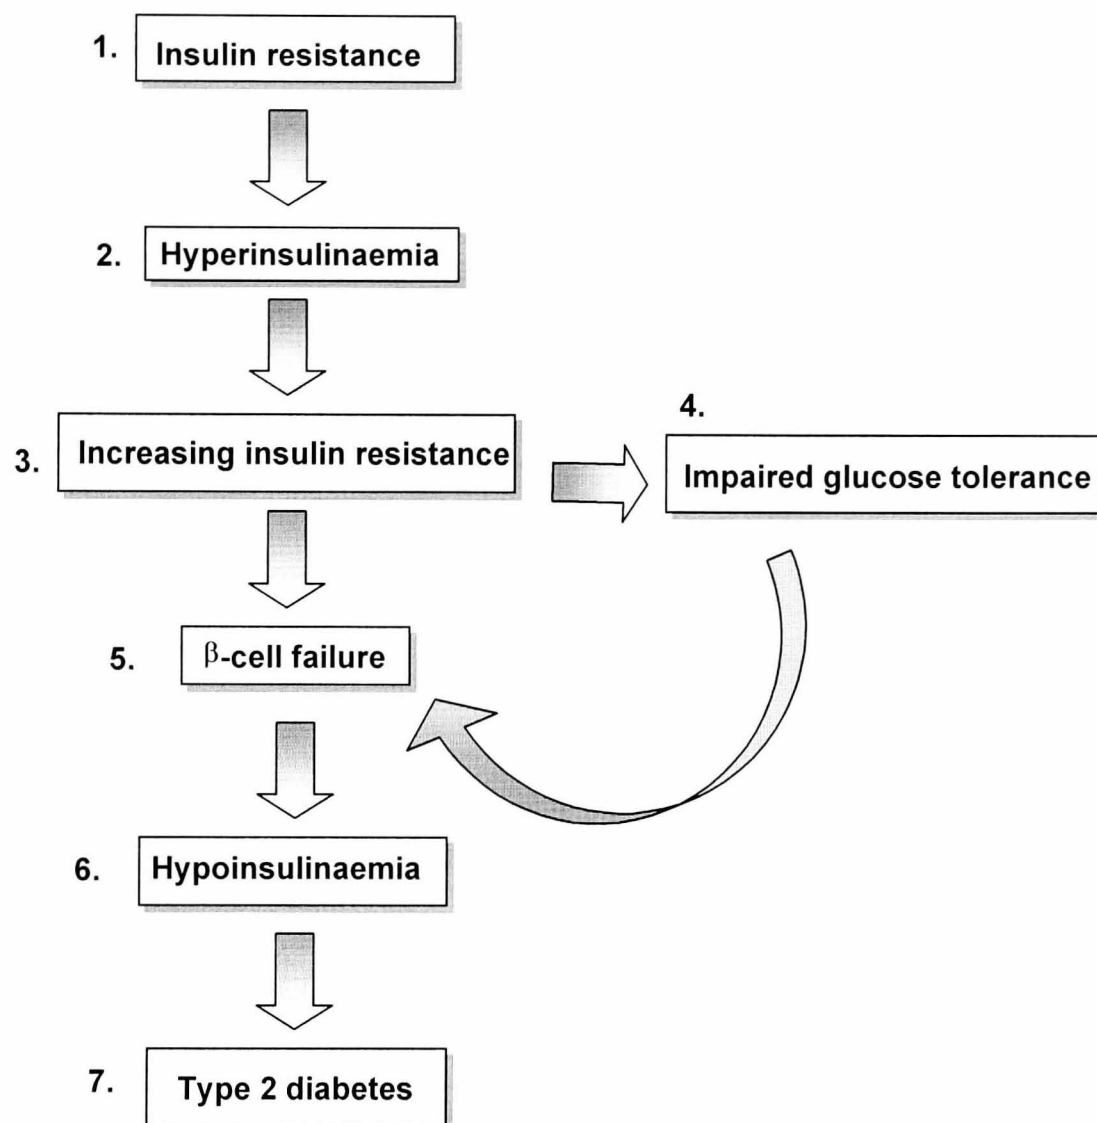 1. Insulin resistance
2. Hyperinsulinaemia
3. Increasing insulin resistance
4.
Impaired glucose tolerance
5. β-cell failure
6. Hypoinsulinaemia
7. Type 2 diabetes